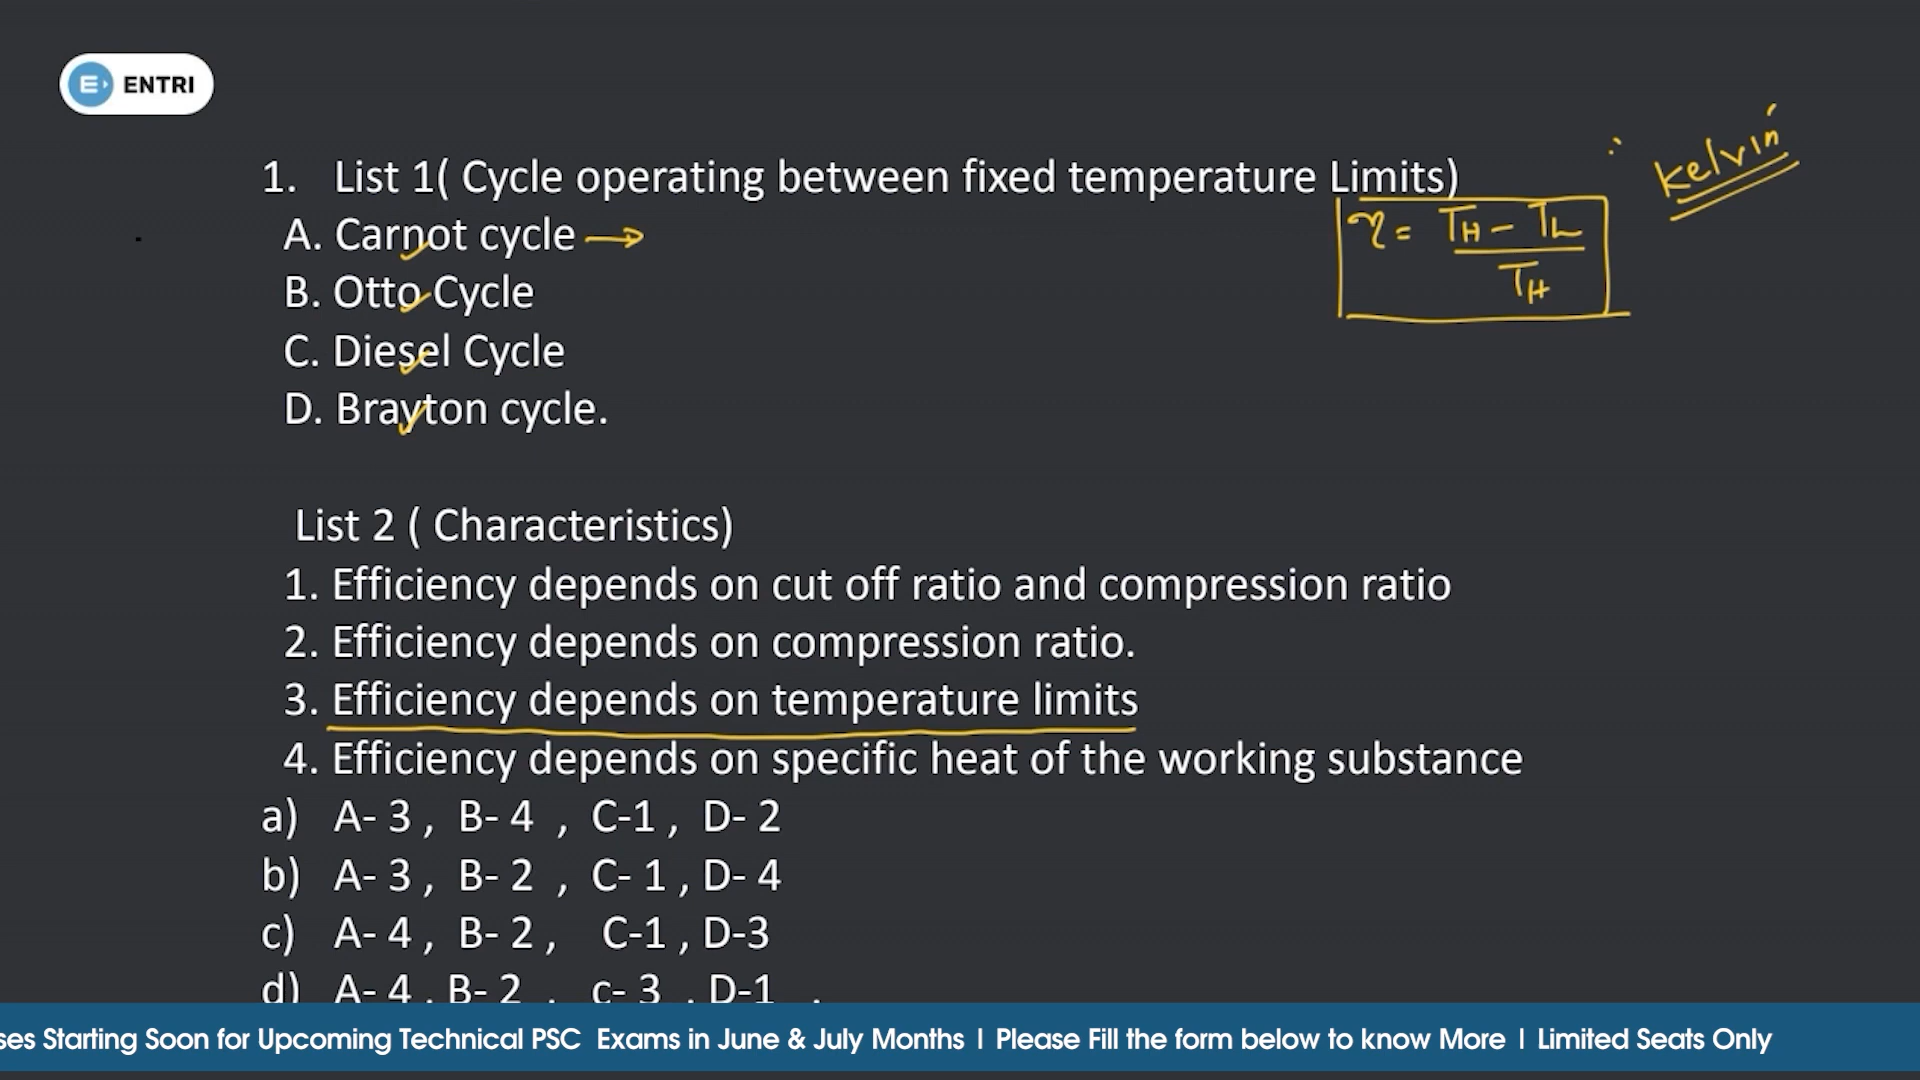 ENTRI
1. List 1( Cycle operating between fixed temperature Limits)
kelvin
A. Carnot cycle →
η = TH - TL
TH
B. Otto Cycle
C. Diesel Cycle
D. Brayton cycle.
List 2 ( Characteristics)
1. Efficiency depends on cut off ratio and compression ratio
2. Efficiency depends on compression ratio.
3. Efficiency depends on temperature limits
4. Efficiency depends on specific heat of the working substance
a) A- 3 , B- 4 , C-1 , D- 2
b) A- 3 , B- 2 , C- 1 , D- 4
c) A- 4 , B- 2 , C-1 , D-3
d) A- 4 , B- 2 , c- 3 , D-1 .
ses Starting Soon for Upcoming Technical PSC Exams in June & July Months | Please Fill the form below to know More | Limited Seats Only